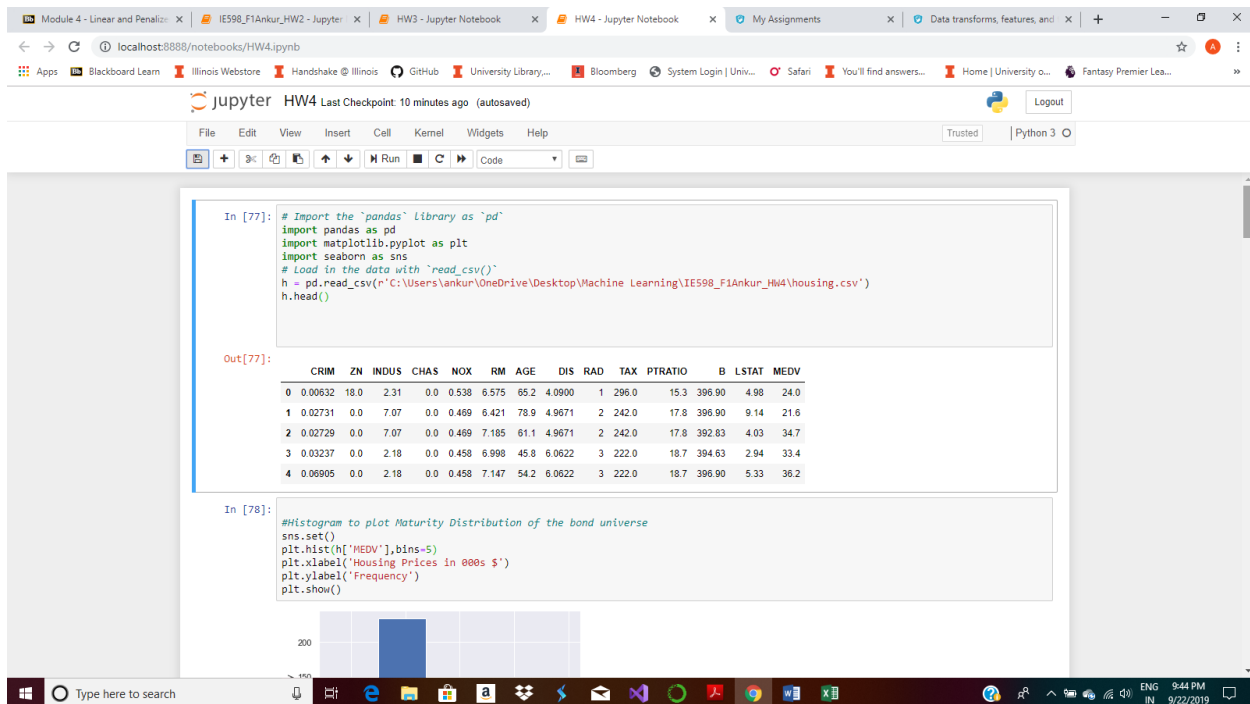 Module 4 - Linear and Penalize
IE598_F1Ankur_HW2 - Jupyter
HW3 - Jupyter Notebook
HW4 - Jupyter Notebook
My Assignments
Data transforms, features, and
localhost:8888/notebooks/HW4.ipynb
Apps Blackboard Learn Illinois Webstore Handshake @ Illinois GitHub University Library,... Bloomberg System Login | Univ... Safari You'll find answers... Home | University o... Fantasy Premier Lea...
jupyter HW4 Last Checkpoint: 10 minutes ago (autosaved)
Logout
File Edit View Insert Cell Kernel Widgets Help
Trusted Python 3
Run Code
In [77]: # Import the `pandas` library as `pd`
import pandas as pd
import matplotlib.pyplot as plt
import seaborn as sns
# Load in the data with `read_csv()`
h = pd.read_csv(r'C:\Users\ankur\OneDrive\Desktop\Machine Learning\IE598_F1Ankur_HW4\housing.csv')
h.head()
Out[77]:
CRIM ZN INDUS CHAS NOX RM AGE DIS RAD TAX PTRATIO B LSTAT MEDV
0 0.00632 18.0 2.31 0.0 0.538 6.575 65.2 4.0900 1 296.0 15.3 396.90 4.98 24.0
1 0.02731 0.0 7.07 0.0 0.469 6.421 78.9 4.9671 2 242.0 17.8 396.90 9.14 21.6
2 0.02729 0.0 7.07 0.0 0.469 7.185 61.1 4.9671 2 242.0 17.8 392.83 4.03 34.7
3 0.03237 0.0 2.18 0.0 0.458 6.998 45.8 6.0622 3 222.0 18.7 394.63 2.94 33.4
4 0.06905 0.0 2.18 0.0 0.458 7.147 54.2 6.0622 3 222.0 18.7 396.90 5.33 36.2
In [78]:
#Histogram to plot Maturity Distribution of the bond universe
sns.set()
plt.hist(h['MEDV'],bins=5)
plt.xlabel('Housing Prices in 000s $')
plt.ylabel('Frequency')
plt.show()
200
150
Type here to search
ENG 9:44 PM
IN 9/22/2019